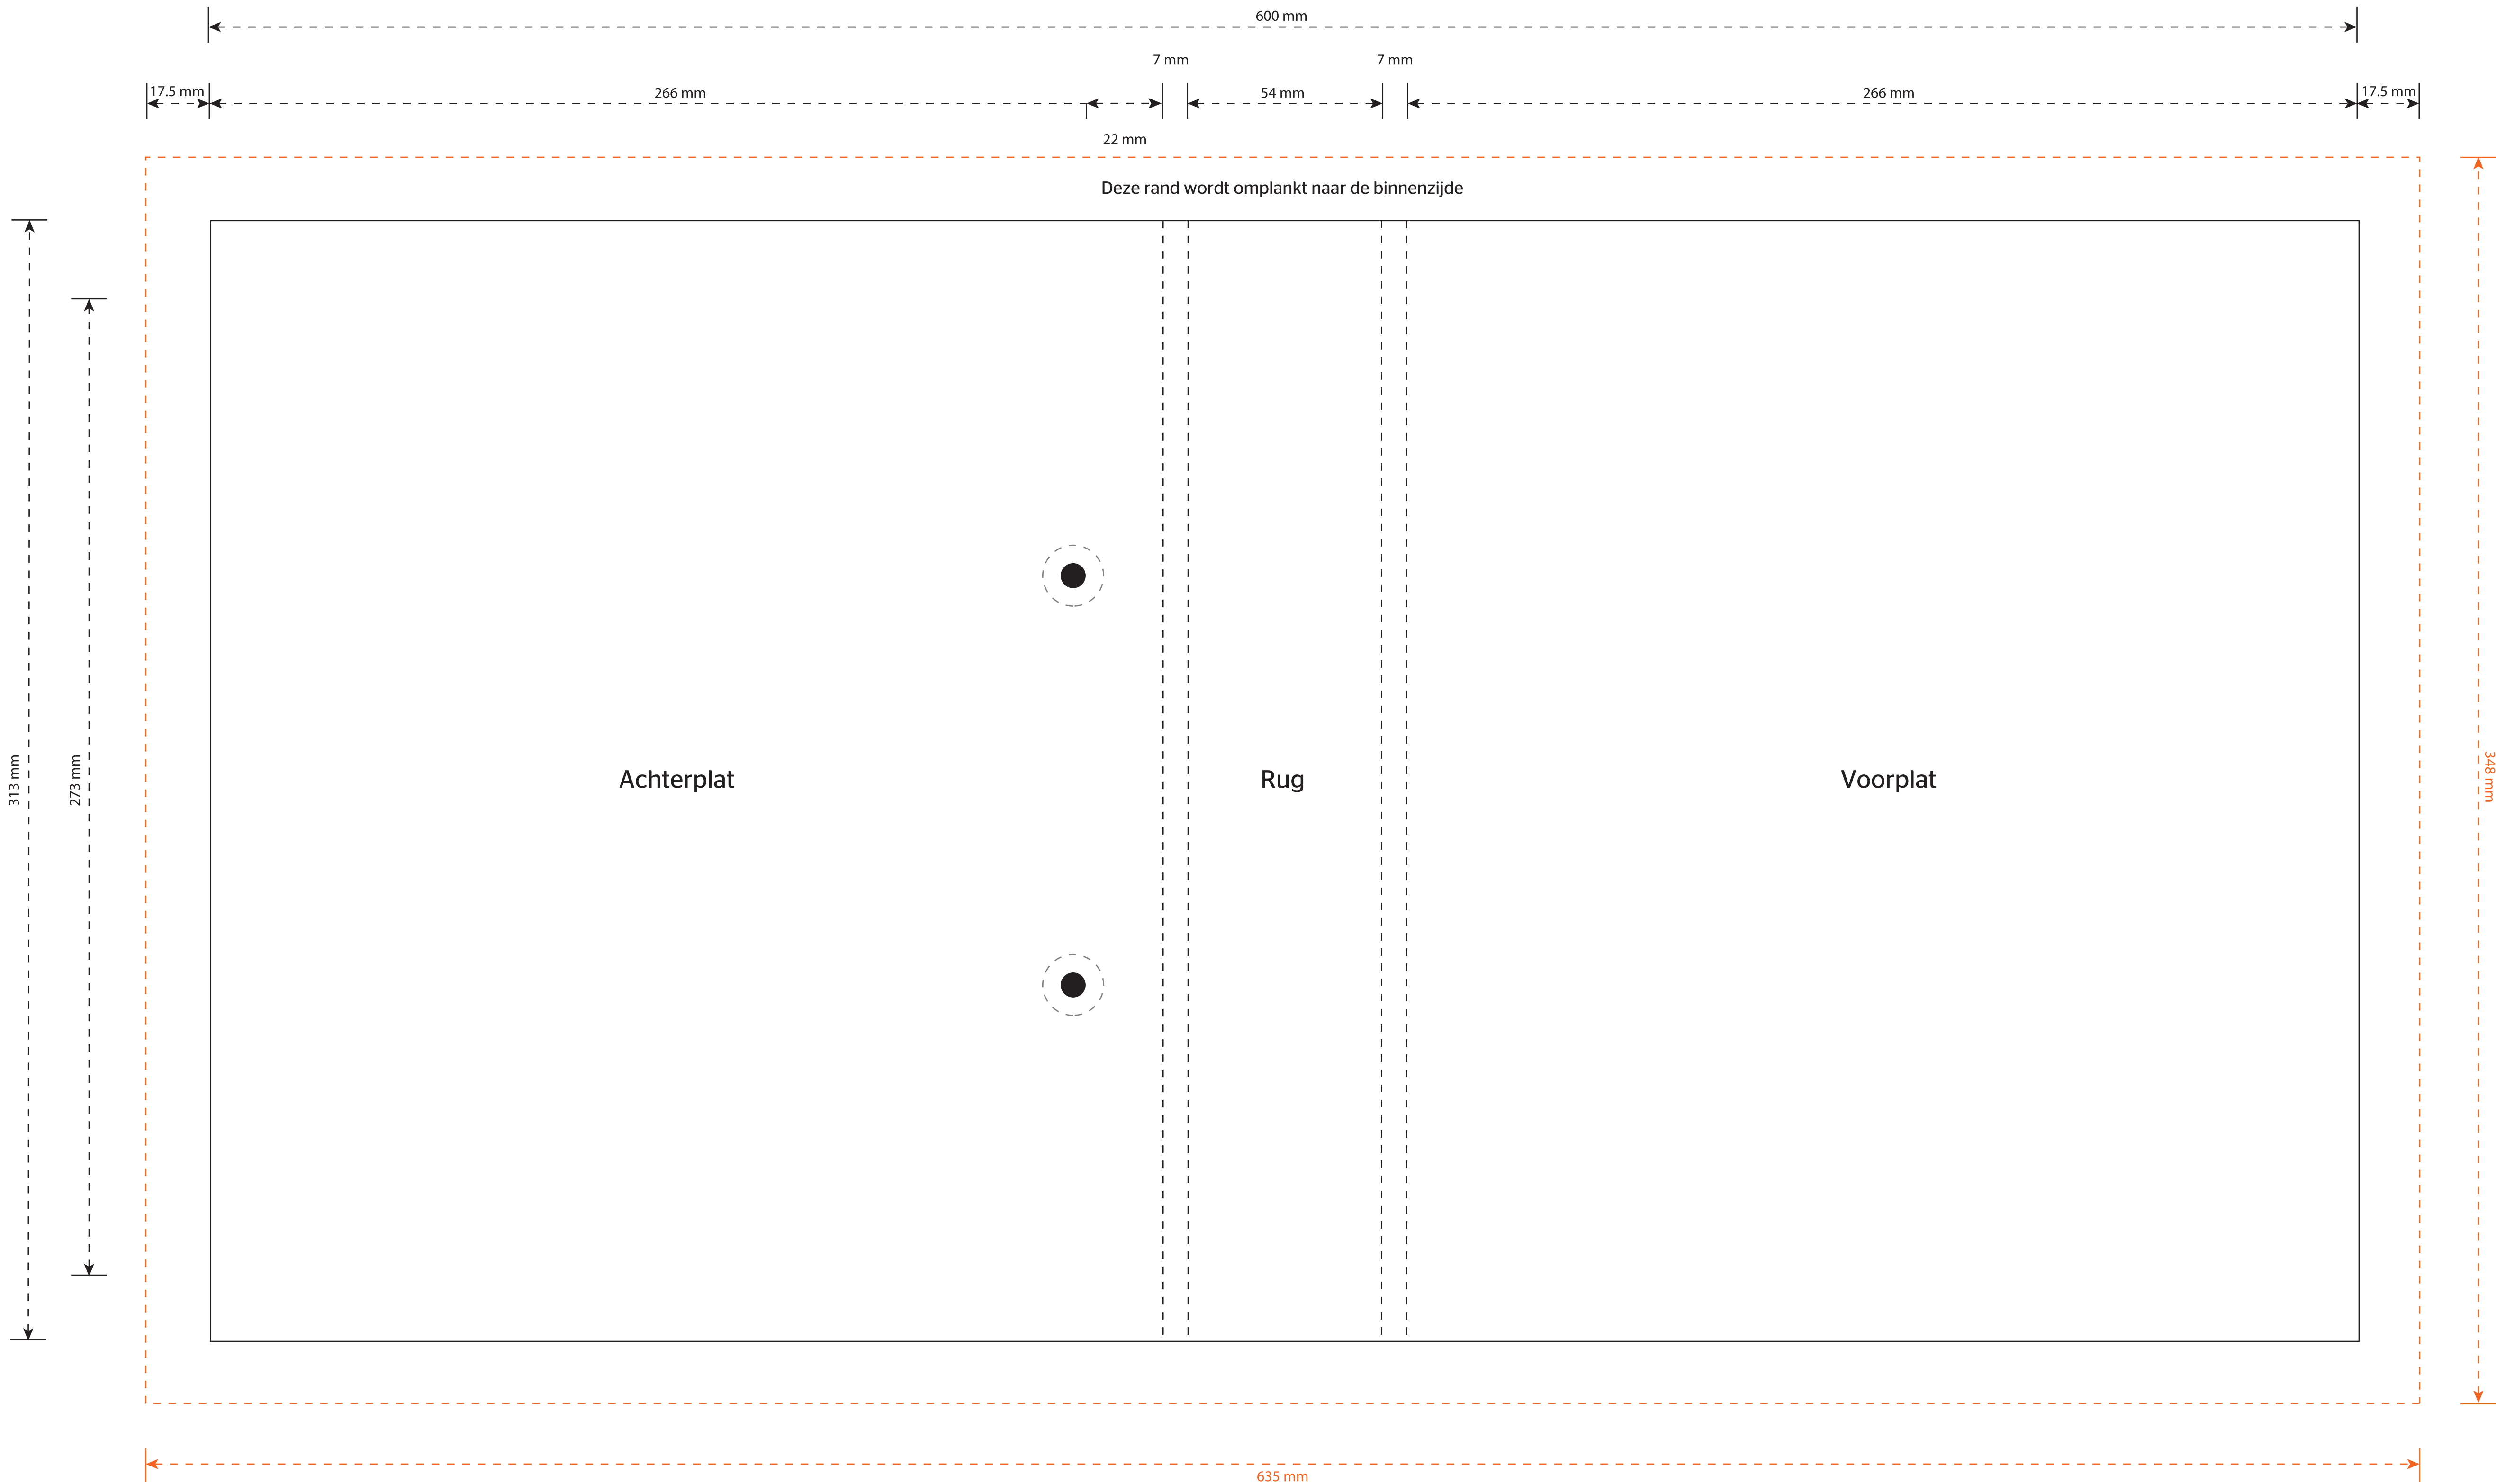 600 mm
7 mm
7 mm
17.5 mm
266 mm
54 mm
266 mm
17.5 mm
22 mm
Deze rand wordt omplankt naar de binnenzijde
313 mm
273 mm
Achterplat
Rug
Voorplat
348 mm
635 mm